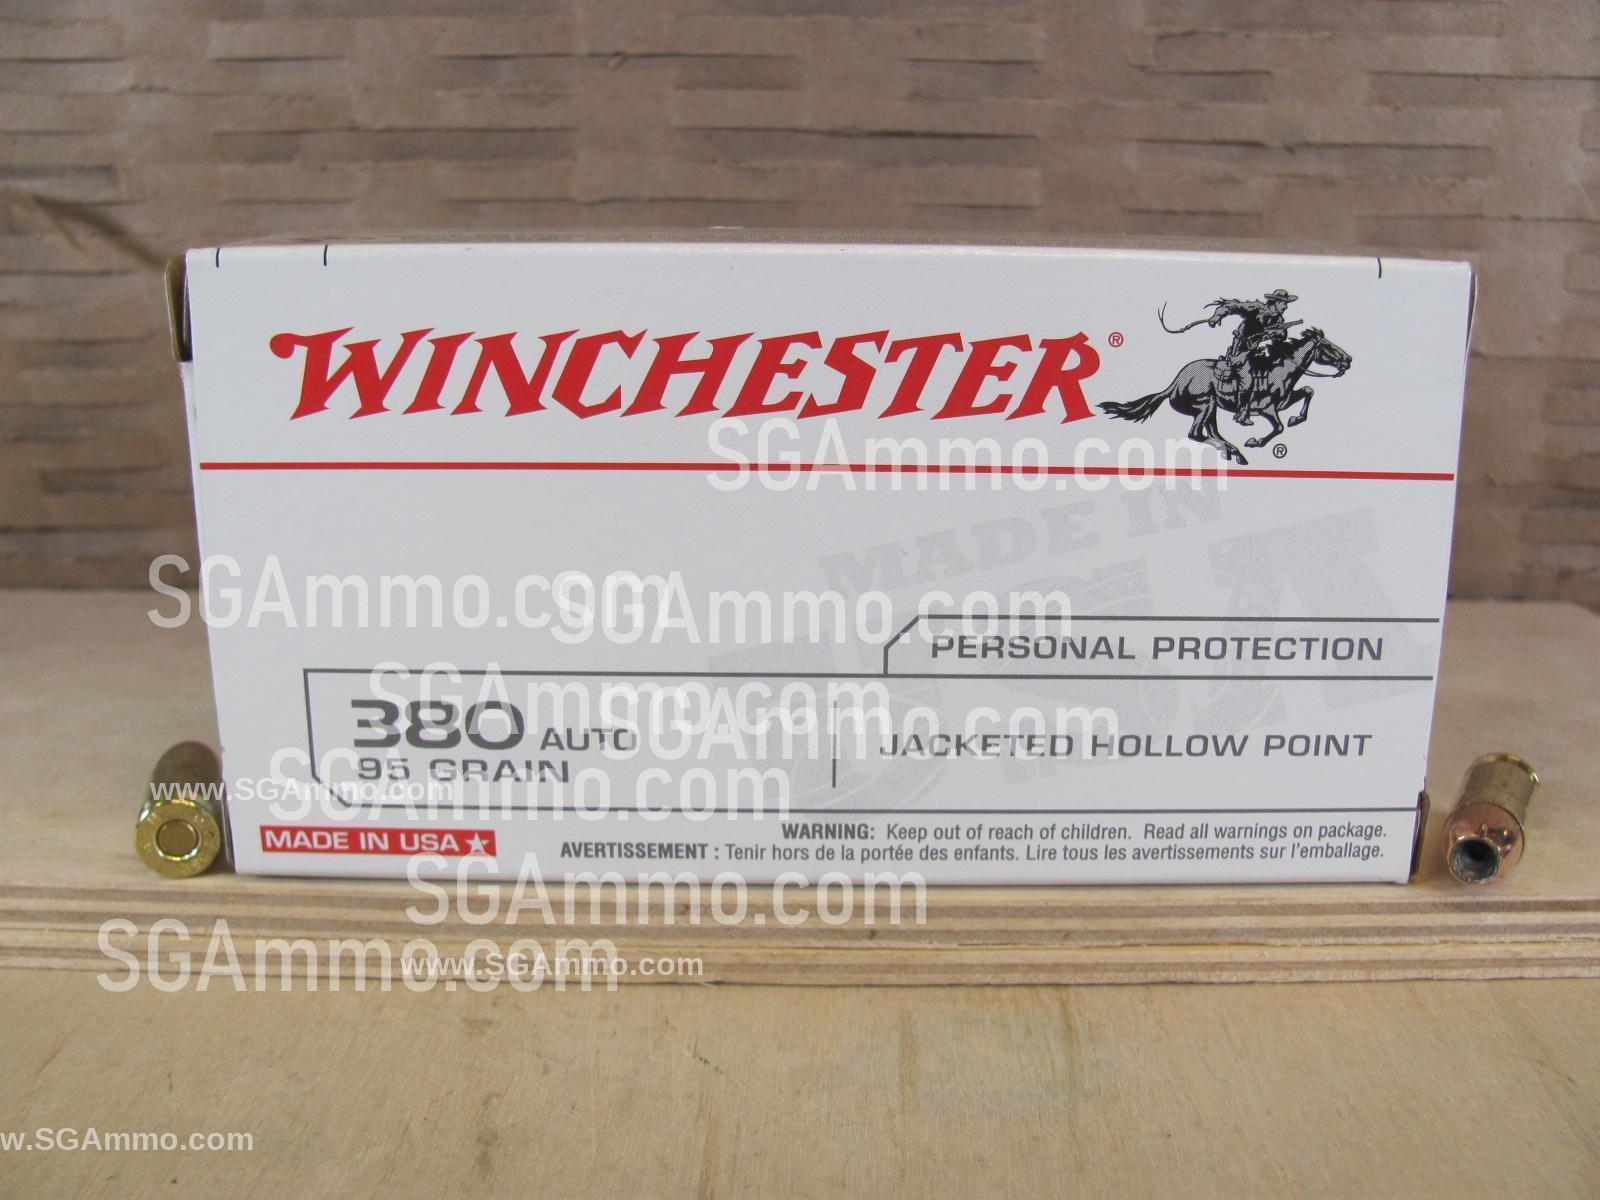 WINCHESTER®
®
SGAmmo.com
MADE IN
USA
SGAmmo.com
SGAmmo.com
PERSONAL PROTECTION
SGAmmo.com
SGAmmo.com
380 AUTO
JACKETED HOLLOW POINT
95 GRAIN
SGAmmo.com
www.SGAmmo.com
MADE IN USA
WARNING: Keep out of reach of children. Read all warnings on package.
AVERTISSEMENT : Tenir hors de la portée des enfants. Lire tous les avertissements sur l'emballage.
SGAmmo.com
SGAmmo.com
www.SGAmmo.com
w.SGAmmo.com